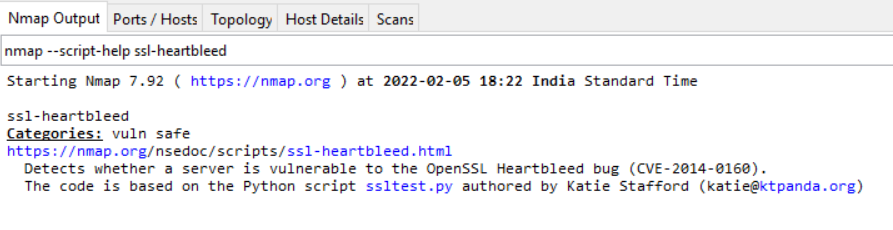 Nmap Output Ports / Hosts Topology Host Details Scans
nmap --script-help ssl-heartbleed
Starting Nmap 7.92 ( https://nmap.org ) at 2022-02-05 18:22 India Standard Time
ssl-heartbleed
Categories: vuln safe
https://nmap.org/nsedoc/scripts/ssl-heartbleed.html
Detects whether a server is vulnerable to the OpenSSL Heartbleed bug (CVE-2014-0160).
The code is based on the Python script ssltest.py authored by Katie Stafford (katie@ktpanda.org)